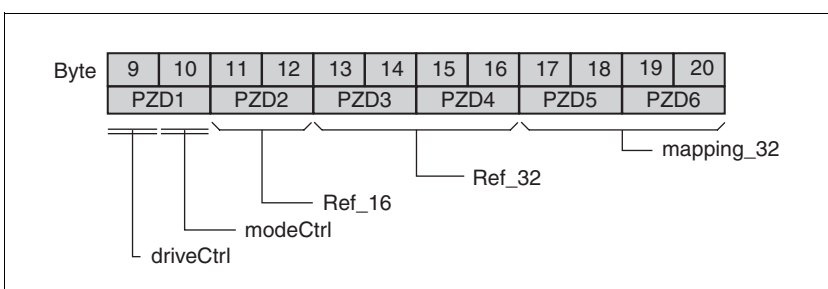 Byte 9 10 11 12 13 14 15 16 17 18 19 20
PZD1 PZD2 PZD3 PZD4 PZD5 PZD6
mapping_32
Ref_32
Ref_16
modeCtrl
driveCtrl